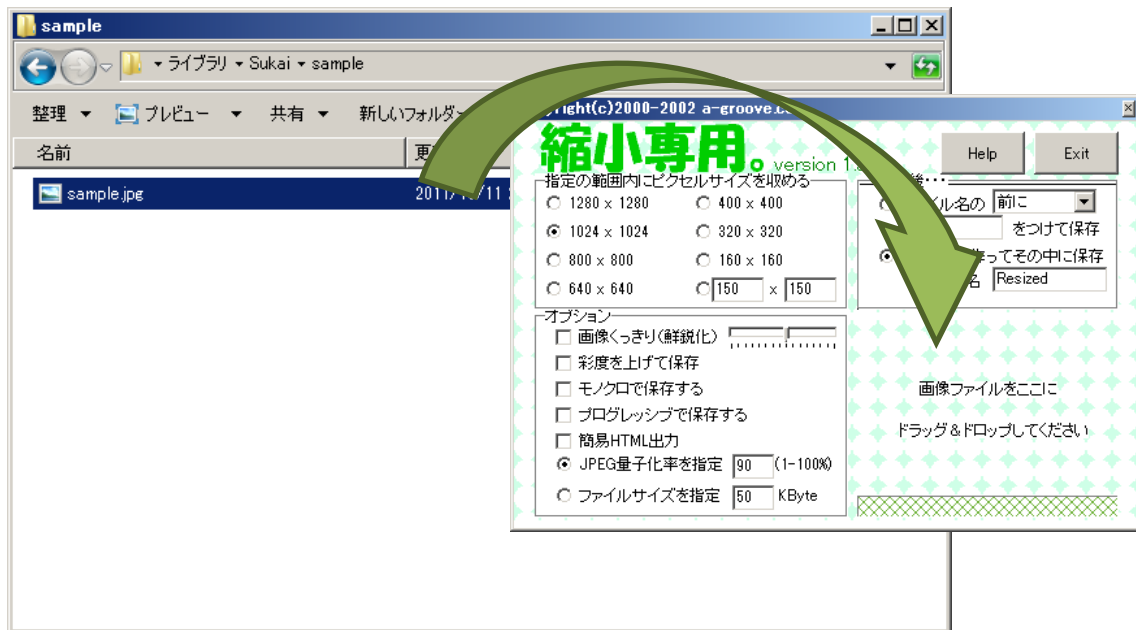 sample
ライブラリ Sukai sample
整理 プレビュー 共有 新しいフォルダー
名前 更
sample.jpg 2011/
right(c)2000-2002 a-groove.c
縮小専用。 version 1.
Help Exit
指定の範囲内にピクセルサイズを収める
1280 x 1280 400 x 400
1024 x 1024 320 x 320
800 x 800 160 x 160
640 x 640 150 x 150
後・・・
イル名の 前に
をつけて保存
作ってその中に保存
名 Resized
オプション
画像くっきり(鮮鋭化)
彩度を上げて保存
モノクロで保存する
プログレッシブで保存する
簡易HTML出力
JPEG量子化率を指定 90 (1-100%)
ファイルサイズを指定 50 KByte
画像ファイルをここに
ドラッグ&ドロップしてください